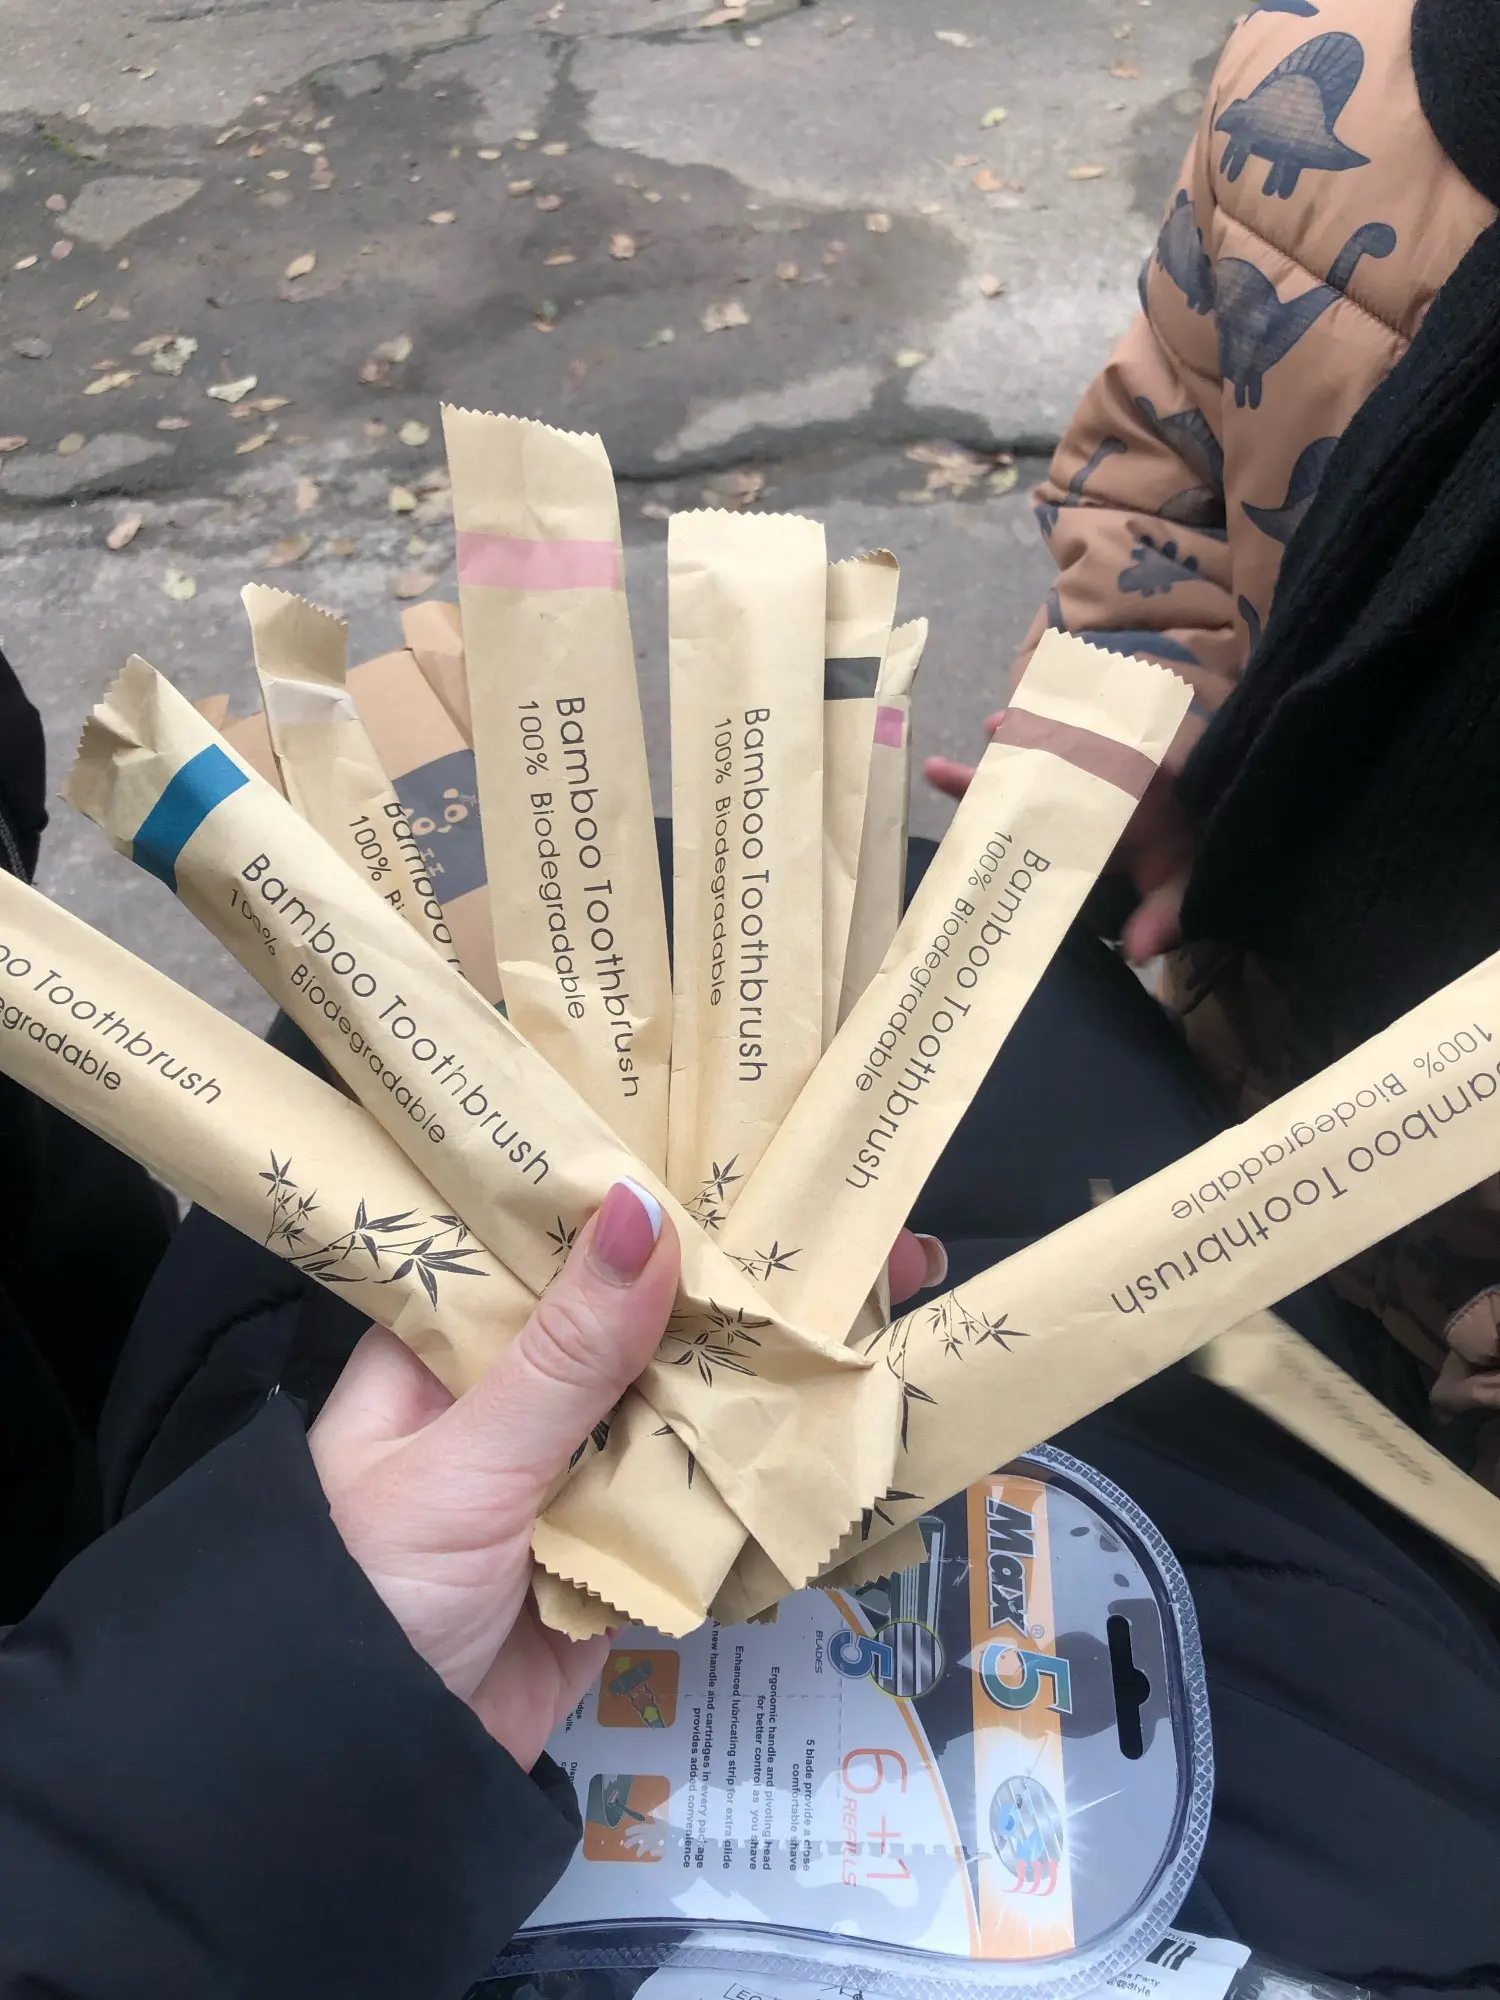 Bamboo Toothbrush
100% Biodegradable
Bamboo Toothbrush
100% Biodegradable
Bamboo
100%
Toothbrush
Bamboo Toothbrush
100% Biodegradable
Bamboo Toothbrush
100% Biodegradable
Bamboo Toothbrush
100% Biodegradable
Max® 5
5
BLADES
6+1
REFILLS
5 blade provide a close
comfortable shave
Ergonomic handle and pivoting head
for better control as you shave
Enhanced lubricating strip for extra glide
A new handle and cartridges in every package
provides added convenience